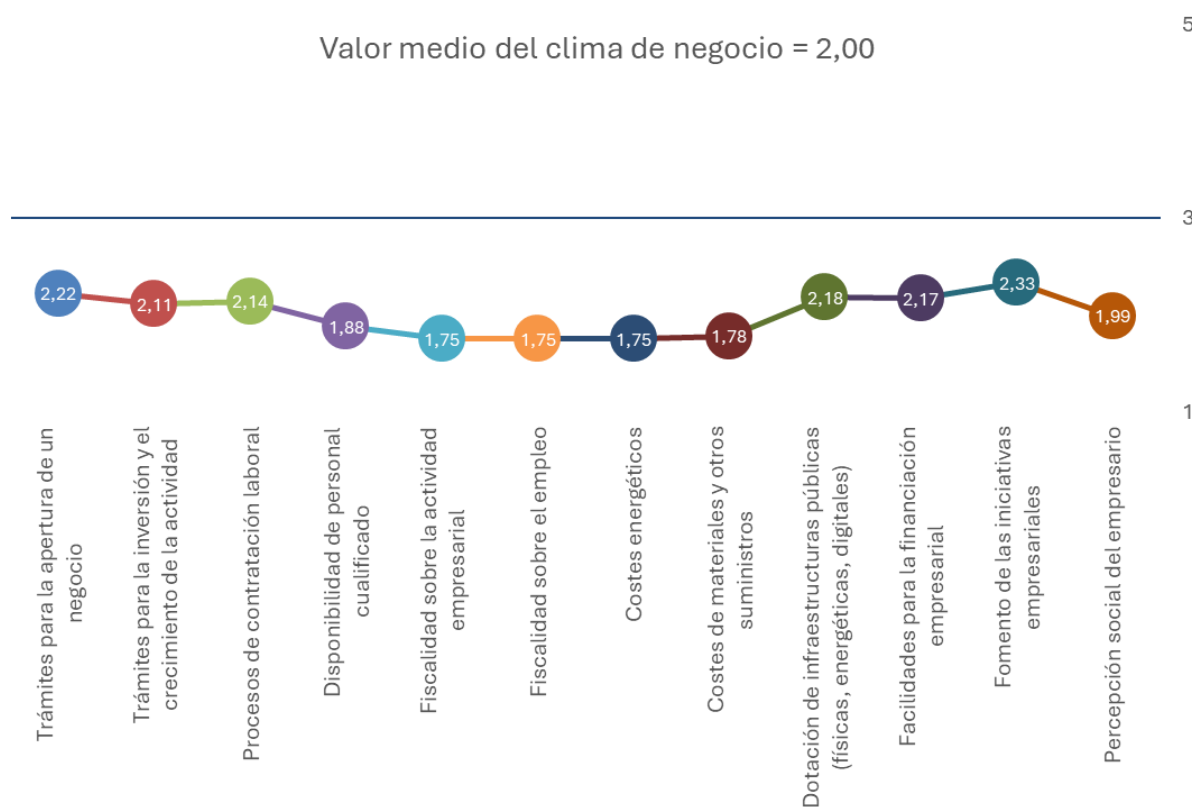 Valor medio del clima de negocio = 2,00
5
3
1
2,22
2,11
2,14
1,88
1,75
1,75
1,75
1,78
2,18
2,17
2,33
1,99
Trámites para la apertura de un
negocio
Trámites para la inversión y el
crecimiento de la actividad
Procesos de contratación laboral
Disponibilidad de personal
cualificado
Fiscalidad sobre la actividad
empresarial
Fiscalidad sobre el empleo
Costes energéticos
Costes de materiales y otros
suministros
Dotación de infraestructuras públicas
(físicas, energéticas, digitales)
Facilidades para la financiación
empresarial
Fomento de las iniciativas
empresariales
Percepción social del empresario